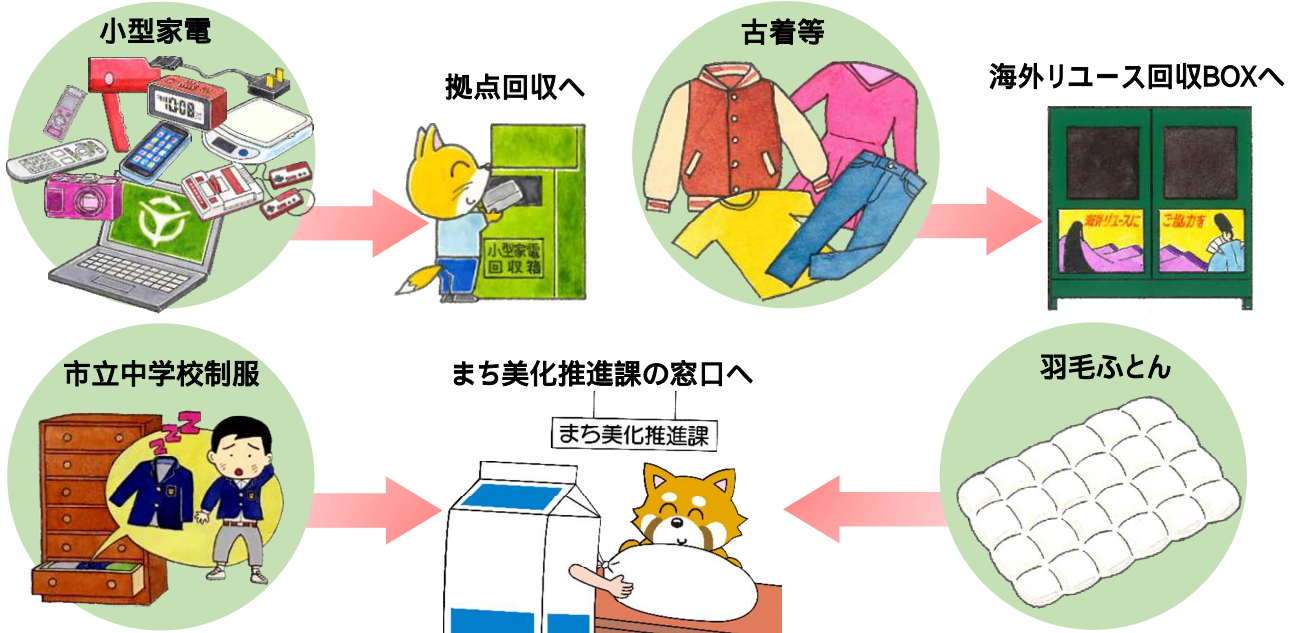 小型家電
拠点回収へ
10:08
小型家電
回収箱
古着等
海外リユース回収BOXへ
海外リユースに
ご協力を
市立中学校制服
zzz
まち美化推進課の窓口へ
まち美化推進課
羽毛ふとん